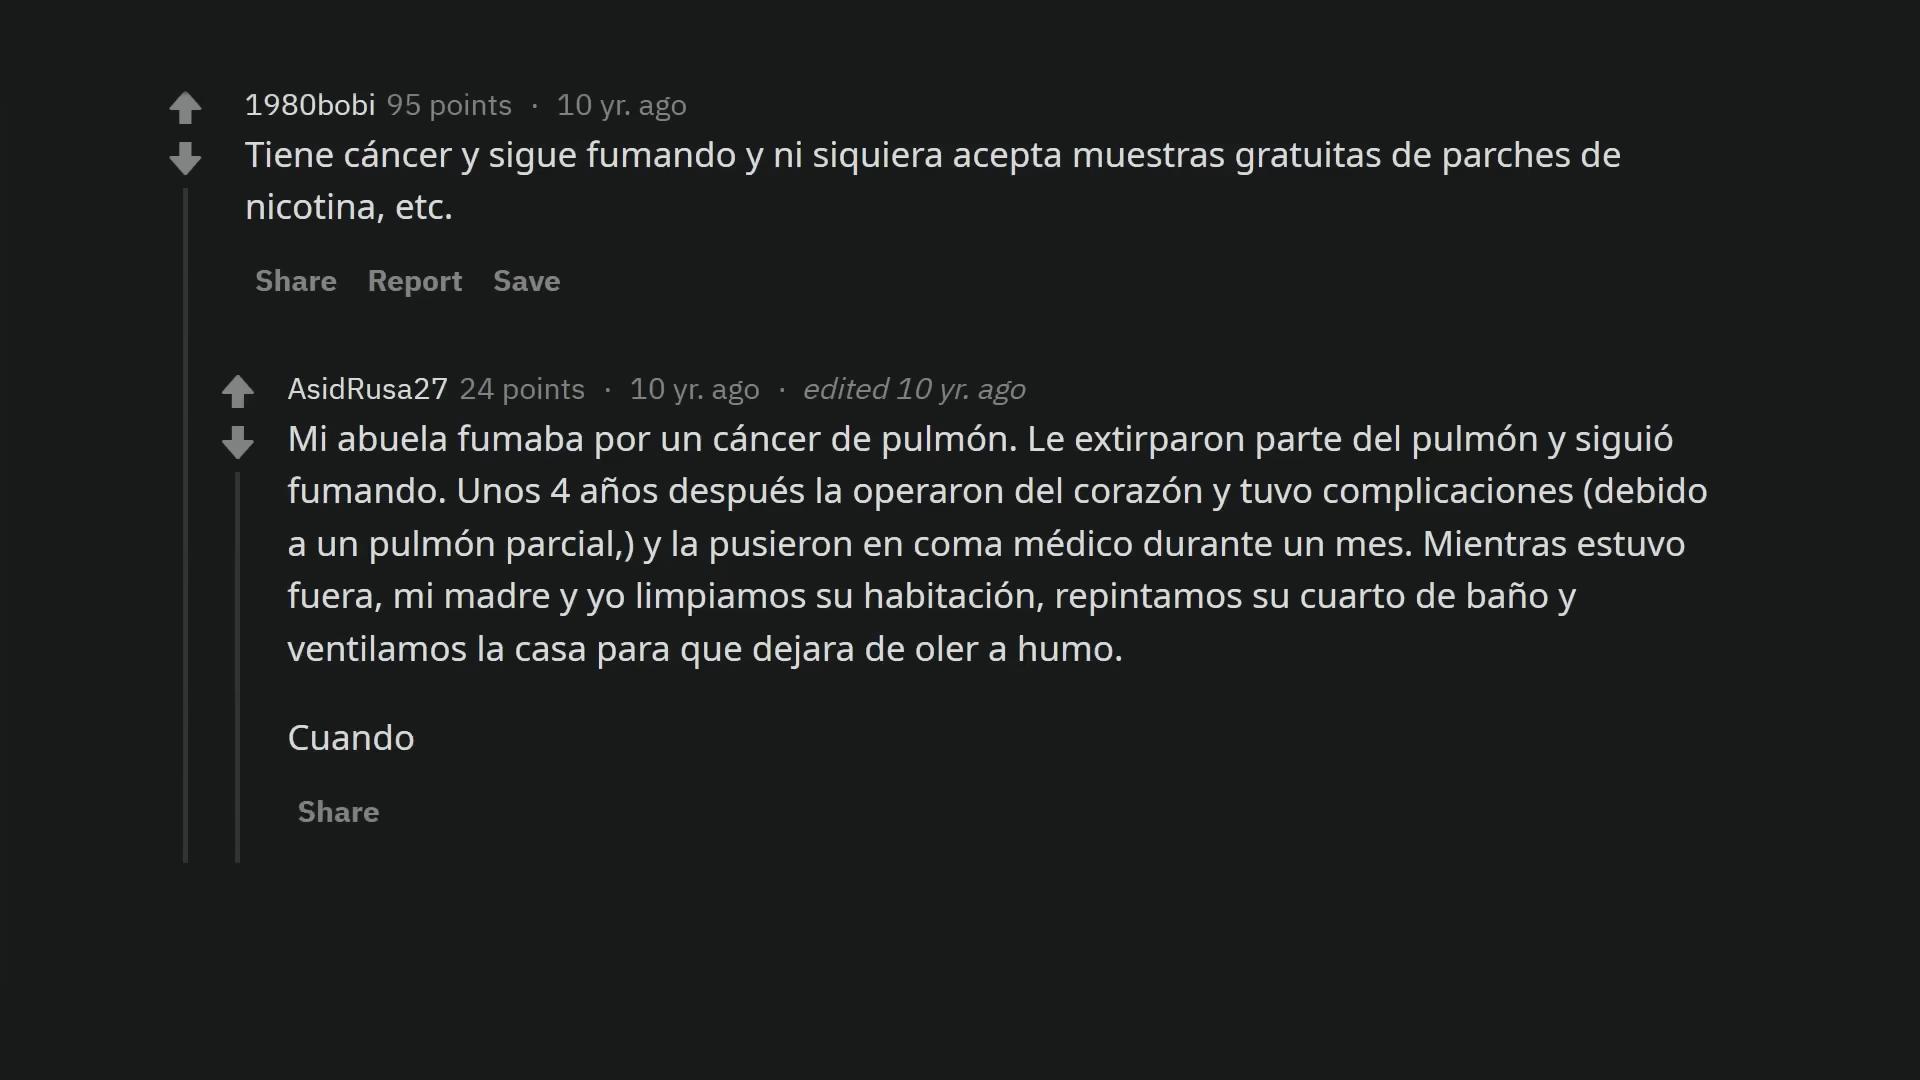 1980bobi 95 points · 10 yr. ago
Tiene cáncer y sigue fumando y ni siquiera acepta muestras gratuitas de parches de
nicotina, etc.
Share Report Save
AsidRusa27 24 points · 10 yr. ago · edited 10 yr. ago
Mi abuela fumaba por un cáncer de pulmón. Le extirparon parte del pulmón y siguió
fumando. Unos 4 años después la operaron del corazón y tuvo complicaciones (debido
a un pulmón parcial,) y la pusieron en coma médico durante un mes. Mientras estuvo
fuera, mi madre y yo limpiamos su habitación, repintamos su cuarto de baño y
ventilamos la casa para que dejara de oler a humo.
Cuando
Share